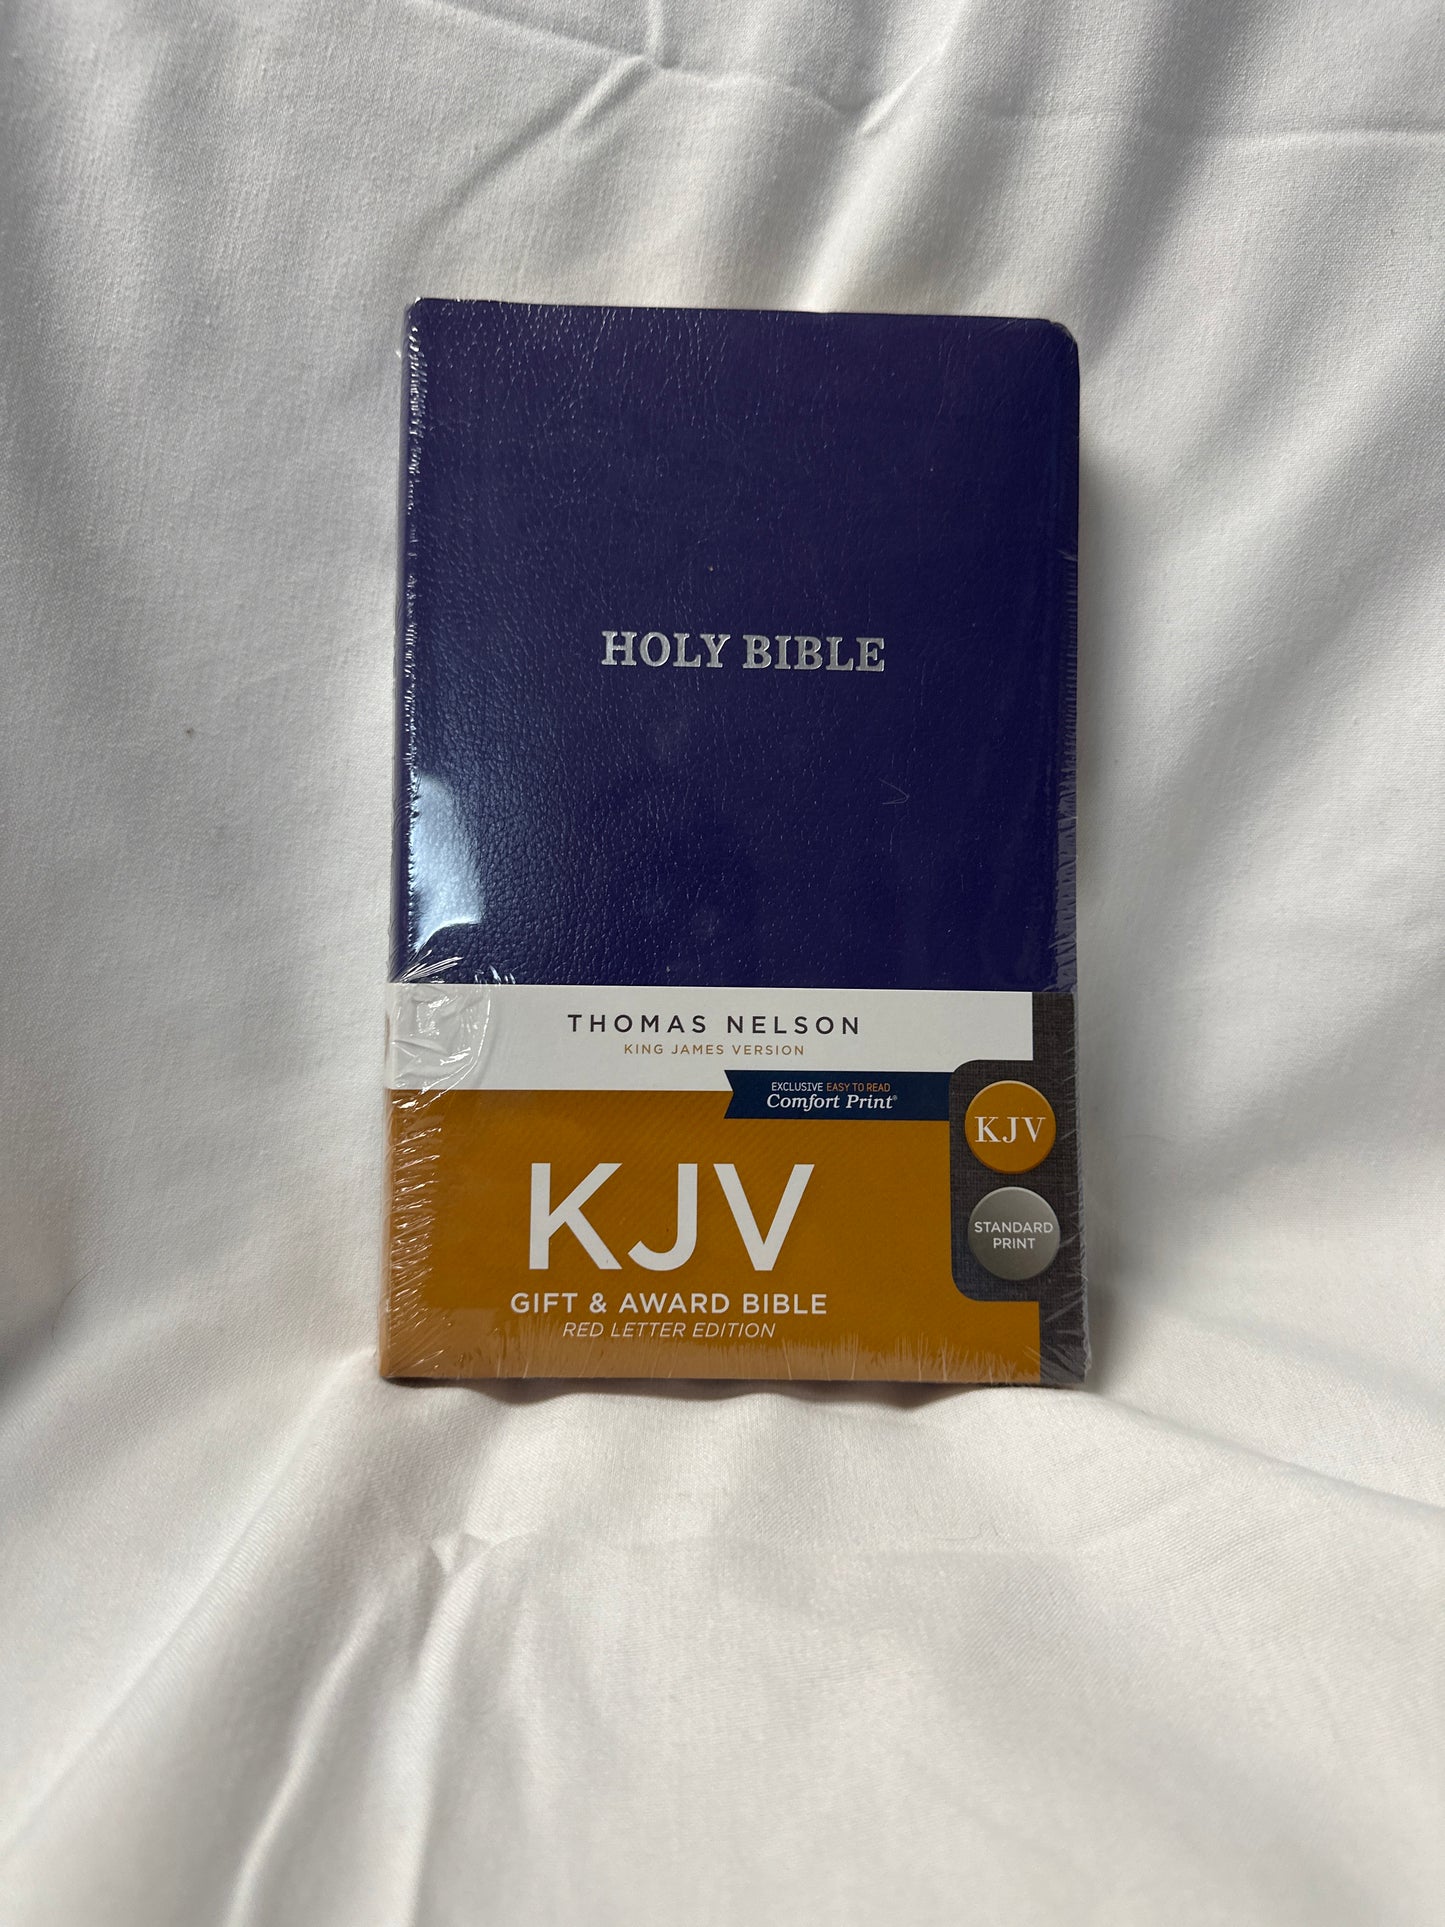 HOLY BIBLE
THOMAS NELSON
KING JAMES VERSION
EXCLUSIVE EASY TO READ
Comfort Print®
KJV
STANDARD
PRINT
KJV
GIFT & AWARD BIBLE
RED LETTER EDITION